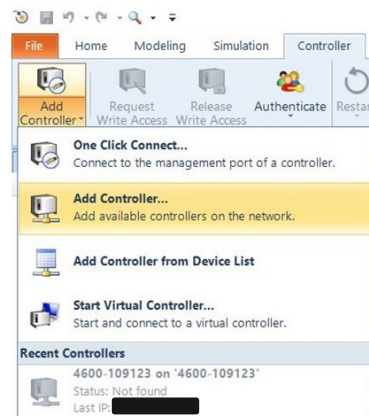 File Home Modeling Simulation Controller
Add Request Release Authenticate Restar
Controller Write Access Write Access
One Click Connect...
Connect to the management port of a controller.
Add Controller...
Add available controllers on the network.
Add Controller from Device List
Start Virtual Controller...
Start and connect to a virtual controller.
Recent Controllers
4600-109123 on '4600-109123'
Status: Not found
Last IP: